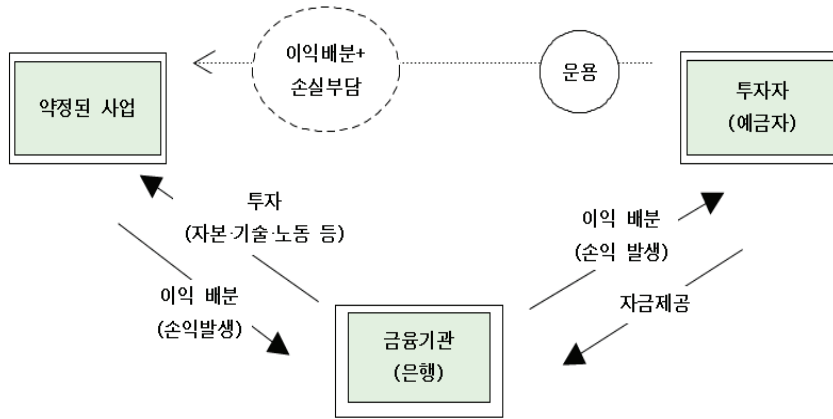 이익배분+
손실부담
운용
약정된 사업
투자자
(예금자)
투자
(자본·기술·노동 등)
이익 배분
(손익 발생)
이익 배분
(손익발생)
자금제공
금융기관
(은행)